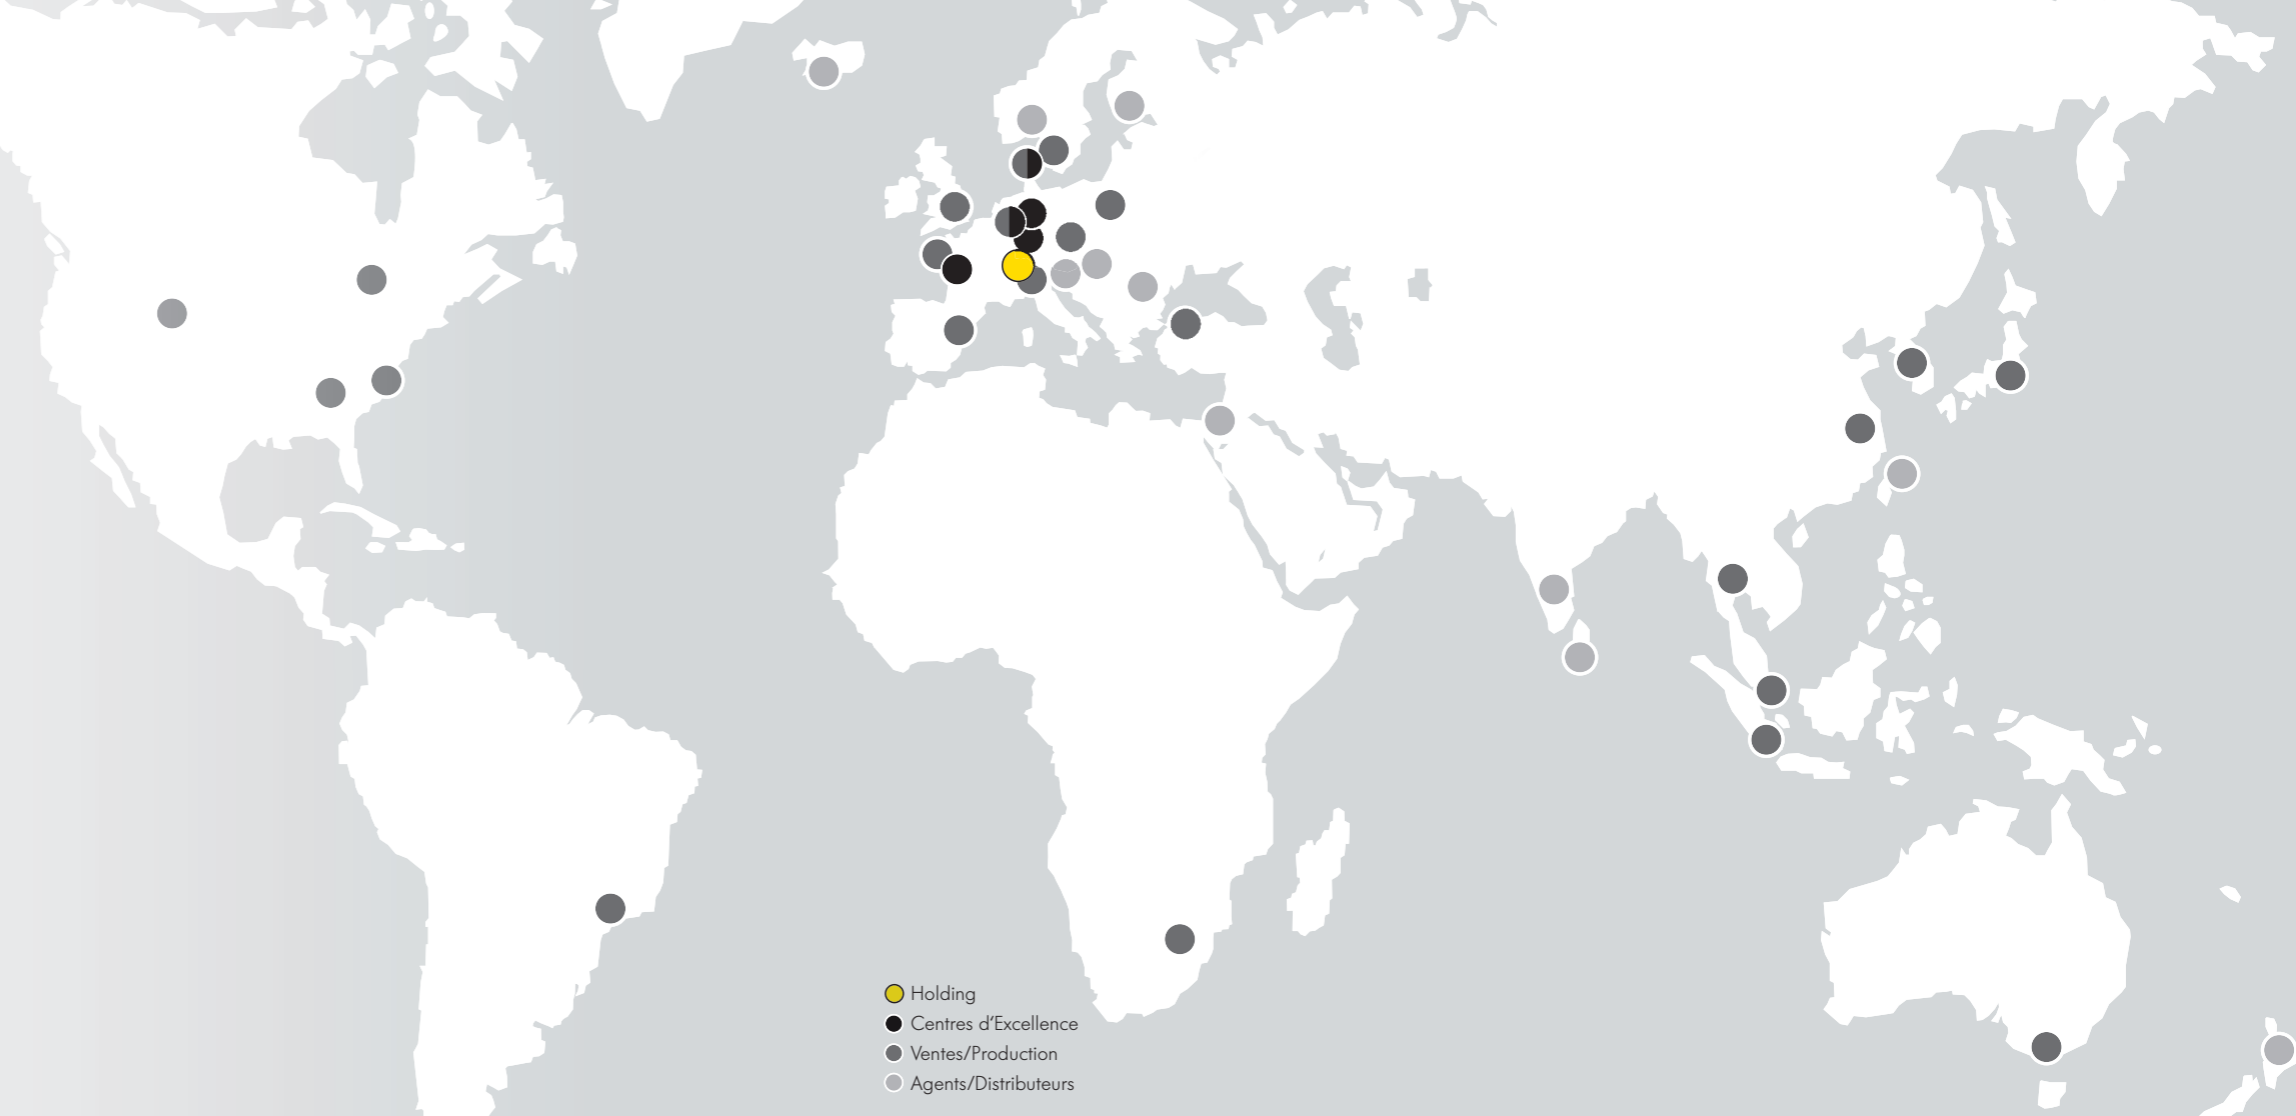 Holding
Centres d'Excellence
Ventes/Production
Agents/Distributeurs